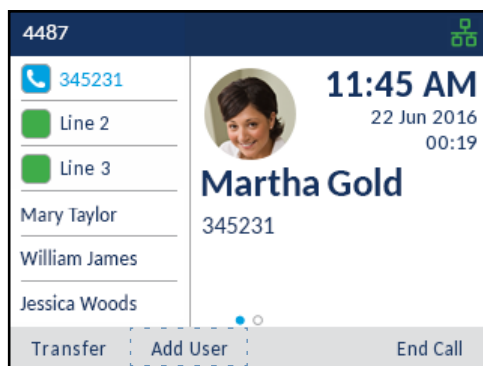 4487
345231
Line 2
Line 3
Mary Taylor
William James
Jessica Woods
11:45 AM
22 Jun 2016
00:19
Martha Gold
345231
Transfer
Add User
End Call